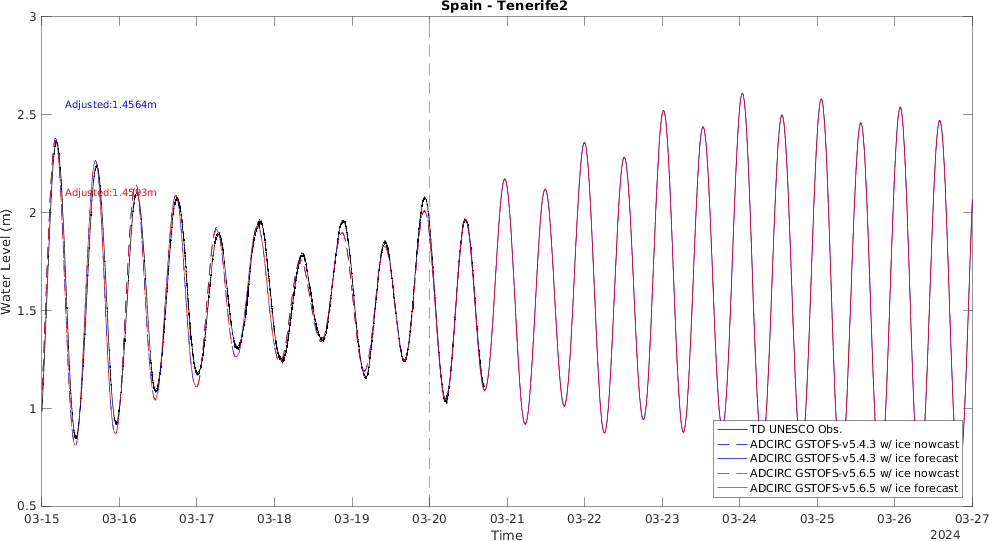 Spain - Tenerife2
3
2.5
2
1.5
1
0.5
Water Level (m)
Adjusted:1.4564m
Adjusted:1.4593m
TD UNESCO Obs.
ADCIRC GSTOFS-v5.4.3 w/ ice nowcast
ADCIRC GSTOFS-v5.4.3 w/ ice forecast
ADCIRC GSTOFS-v5.6.5 w/ ice nowcast
ADCIRC GSTOFS-v5.6.5 w/ ice forecast
03-15 03-16 03-17 03-18 03-19 03-20 03-21 03-22 03-23 03-24 03-25 03-26 03-27
Time
2024